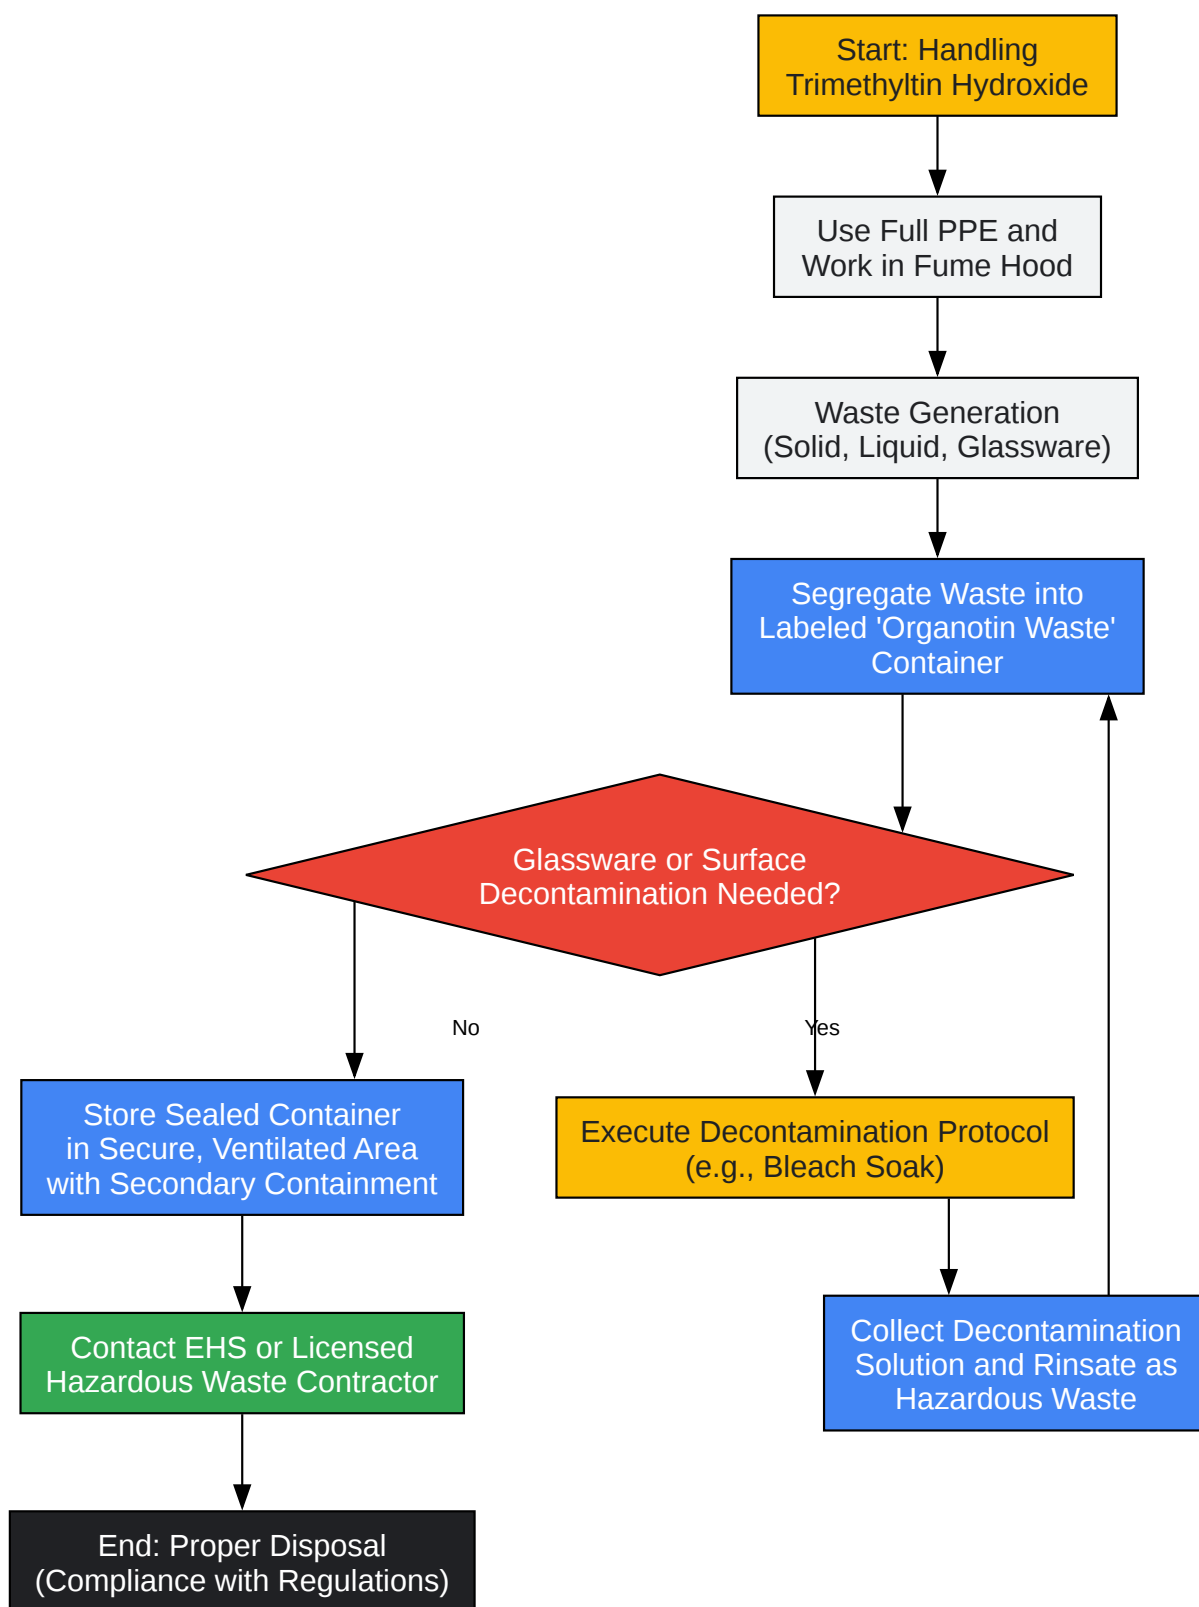 Start: Handling
Trimethyltin Hydroxide
Use Full PPE and
Work in Fume Hood
Waste Generation
(Solid, Liquid, Glassware)
Segregate Waste into
Labeled 'Organotin Waste'
Container
Glassware or Surface
Decontamination Needed?
No
Yes
Store Sealed Container
in Secure, Ventilated Area
with Secondary Containment
Execute Decontamination Protocol
(e.g., Bleach Soak)
Contact EHS or Licensed
Hazardous Waste Contractor
Collect Decontamination
Solution and Rinsate as
Hazardous Waste
End: Proper Disposal
(Compliance with Regulations)